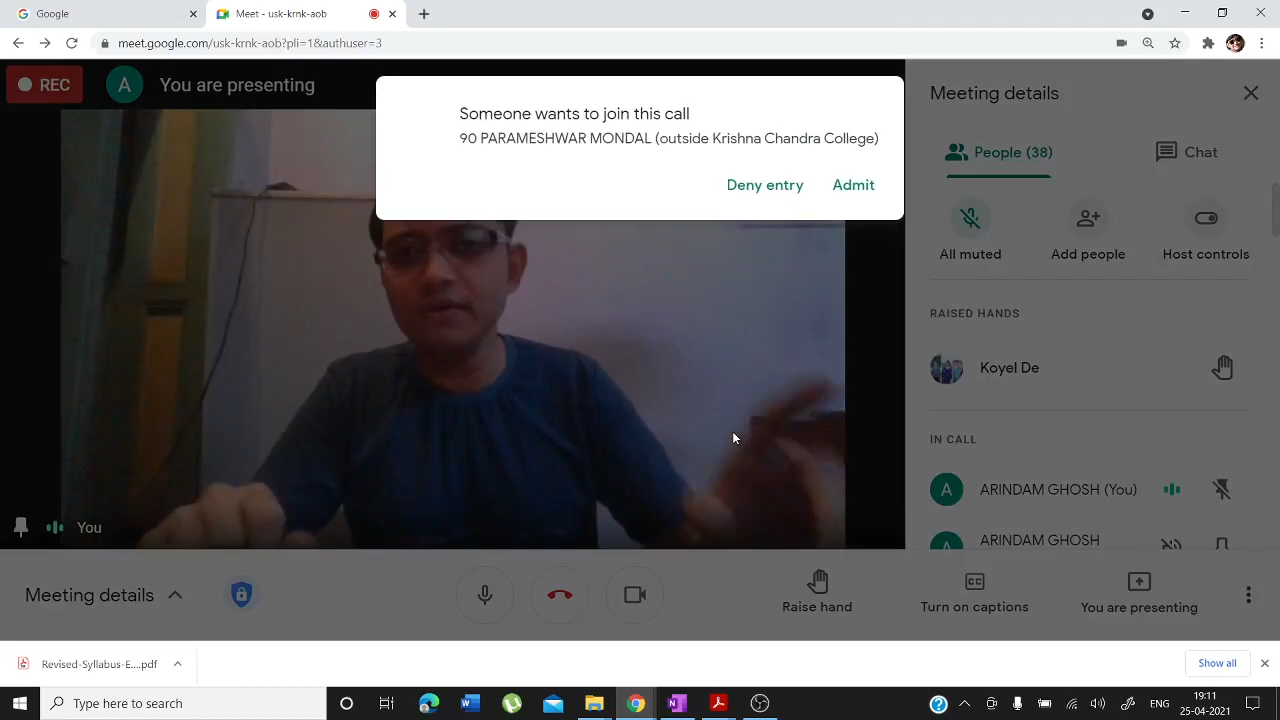 Google
Meet - usk-krnk-aob
meet.google.com/usk-krnk-aob?pli=1&authuser=3
REC
A
You are presenting
Someone wants to join this call
90 PARAMESHWAR MONDAL (outside Krishna Chandra College)
Deny entry
Admit
You
Meeting details
People (38)
Chat
All muted
Add people
Host controls
RAISED HANDS
Koyel De
IN CALL
A
ARINDAM GHOSH (You)
A
ARINDAM GHOSH
Meeting details
Raise hand
CC
Turn on captions
You are presenting
Revised-Syllabus-E....pdf
Show all
Type here to search
ENG
19:11
25-04-2021